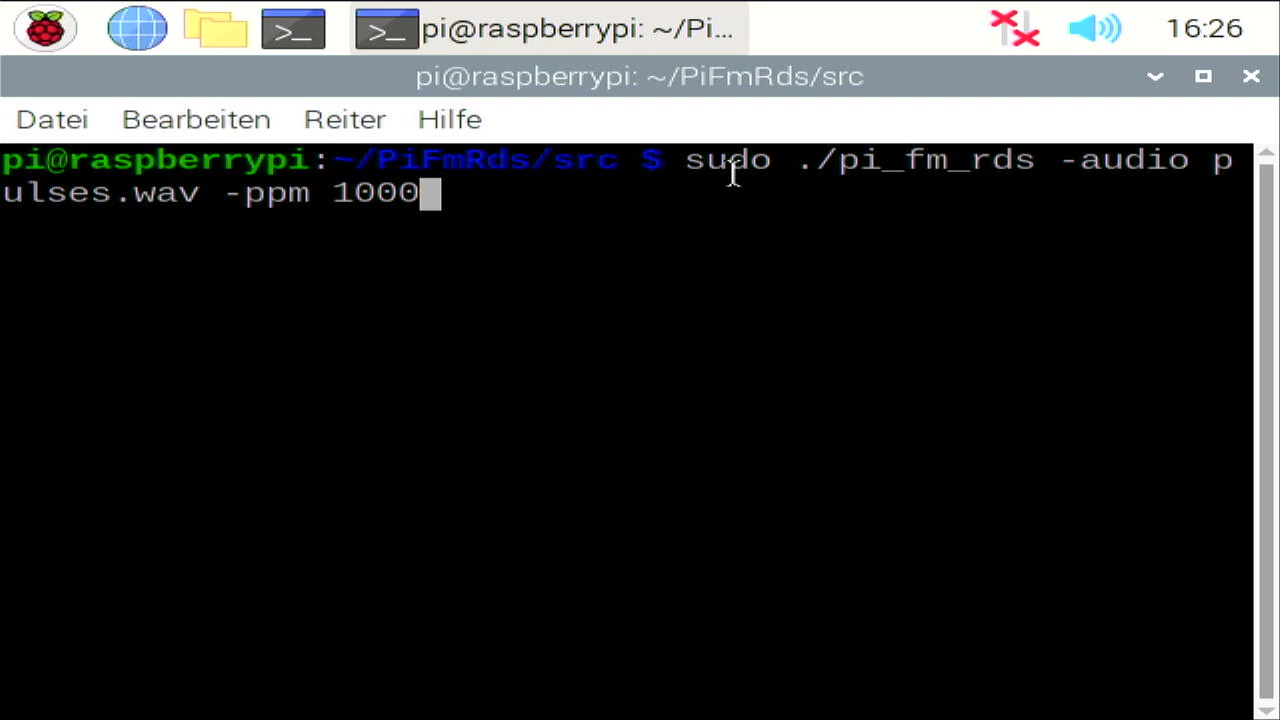 pi@raspberrypi: ~/Pi... 16:26
pi@raspberrypi: ~/PiFmRds/src
Datei Bearbeiten Reiter Hilfe
pi@raspberrypi:~/PiFmRds/src $ sudo ./pi_fm_rds -audio p
ulses.wav -ppm 1000